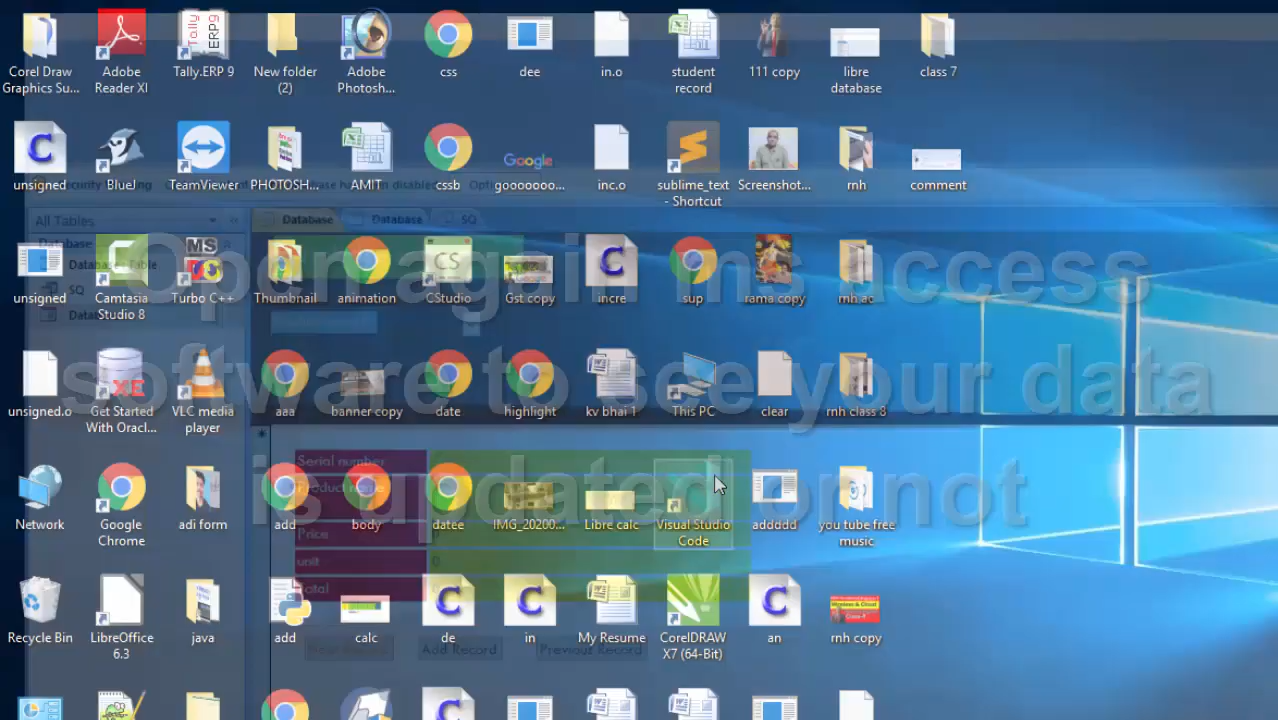 Corel Draw
Graphics Su...
Adobe
Reader XI
Tally.ERP 9
New folder
(2)
Adobe
Photosh...
css
dee
in.o
student
record
111 copy
libre
database
class 7
unsigned
BlueJ
TeamViewer
PHOTOSH...
AMIT
cssb
Google
gooooooo...
inc.o
sublime_text
- Shortcut
Screenshot...
rnh
comment
All Tables
Database
Database
SQ
Database
Database Table
SQ
unsigned
Camtasia
Studio 8
Turbo C++
Thumbnail
animation
CStudio
Gst copy
incre
sup
rama copy
rnh ac
Open again ms access
software to see your data
is updated or not
unsigned.o
Get Started
With Oracl...
VLC media
player
aaa
banner copy
date
highlight
kv bhai 1
This PC
clear
rnh class 8
Serial number
Product name
Price
unit
0
Total
Network
Google
Chrome
adi form
add
body
datee
IMG_20200...
Libre calc
Visual Studio
Code
addddd
you tube free
music
Recycle Bin
LibreOffice
6.3
java
add
calc
de
in
My Resume
CorelDRAW
X7 (64-Bit)
an
rnh copy
Add Record
Previous Record